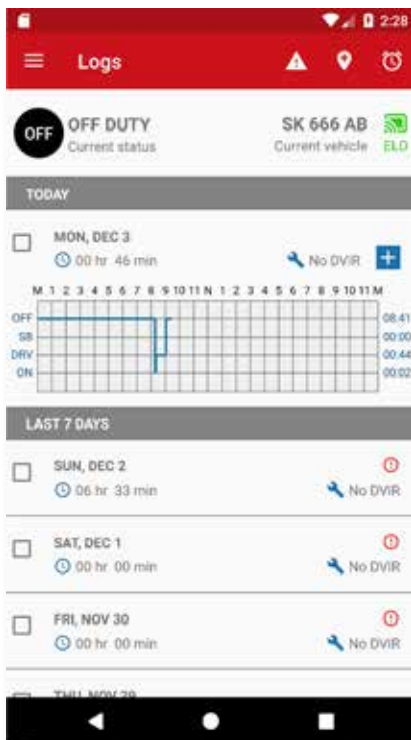 2:28
Logs
OFF OFF DUTY SK 666 AB
Current status Current vehicle ELD
TODAY
MON, DEC 3
00 hr 46 min No DVIR
M 1 2 3 4 5 6 7 8 9 10 11 N 1 2 3 4 5 6 7 8 9 10 11 M
OFF 08:41
SB 00:00
DRV 00:44
ON 00:02
LAST 7 DAYS
SUN, DEC 2
06 hr 33 min No DVIR
SAT, DEC 1
00 hr 00 min No DVIR
FRI, NOV 30
00 hr 00 min No DVIR
THU, NOV 29